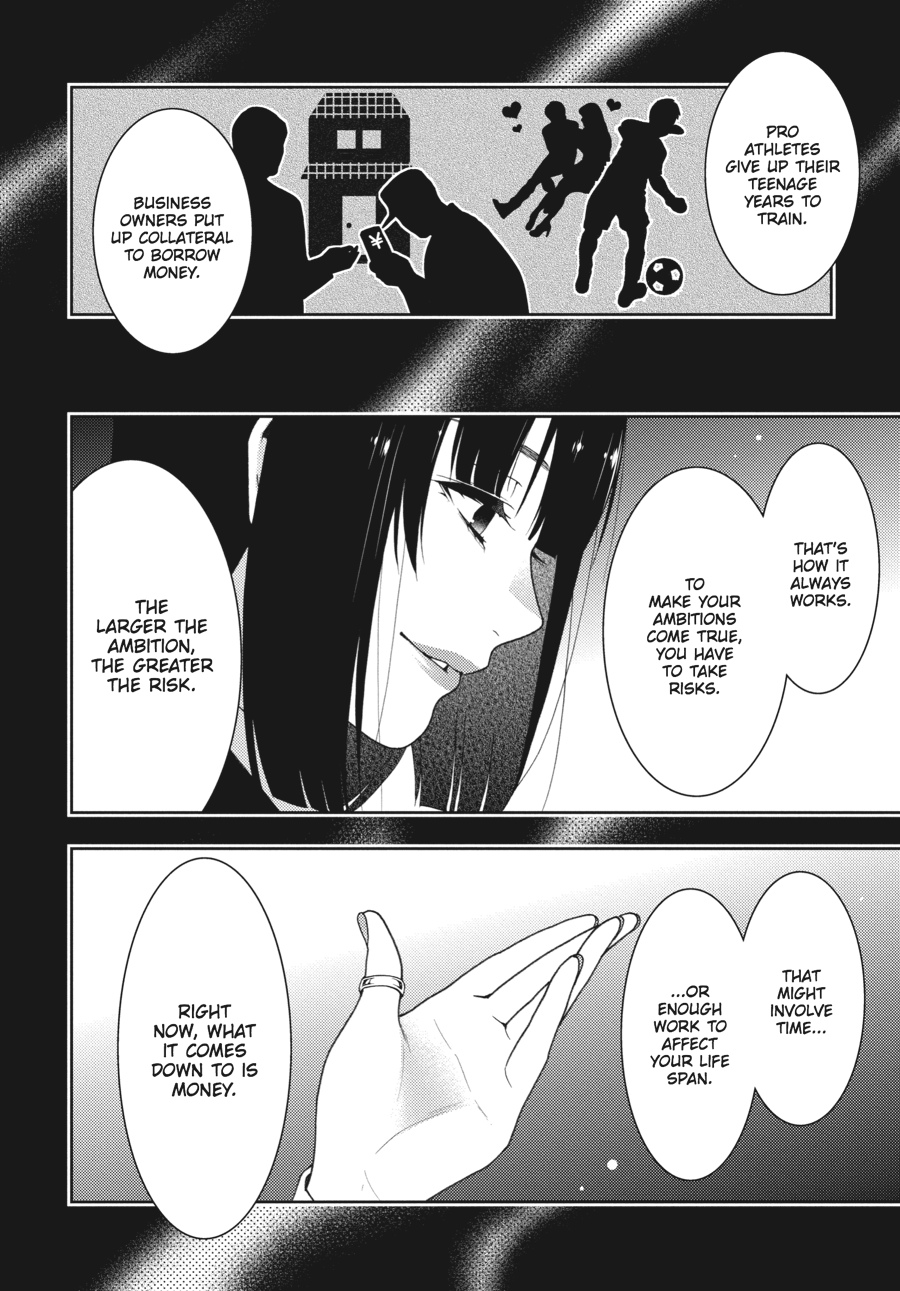 PRO
ATHLETES
GIVE UP THEIR
TEENAGE
YEARS TO
TRAIN.
BUSINESS
OWNERS PUT
UP COLLATERAL
TO BORROW
MONEY.
¥
THAT'S
HOW IT
ALWAYS
WORKS.
TO
MAKE YOUR
AMBITIONS
COME TRUE,
YOU HAVE
TO TAKE
RISKS.
THE
LARGER THE
AMBITION,
THE GREATER
THE RISK.
THAT
MIGHT
INVOLVE
TIME...
...OR
ENOUGH
WORK TO
AFFECT
YOUR LIFE
SPAN.
RIGHT
NOW, WHAT
IT COMES
DOWN TO IS
MONEY.